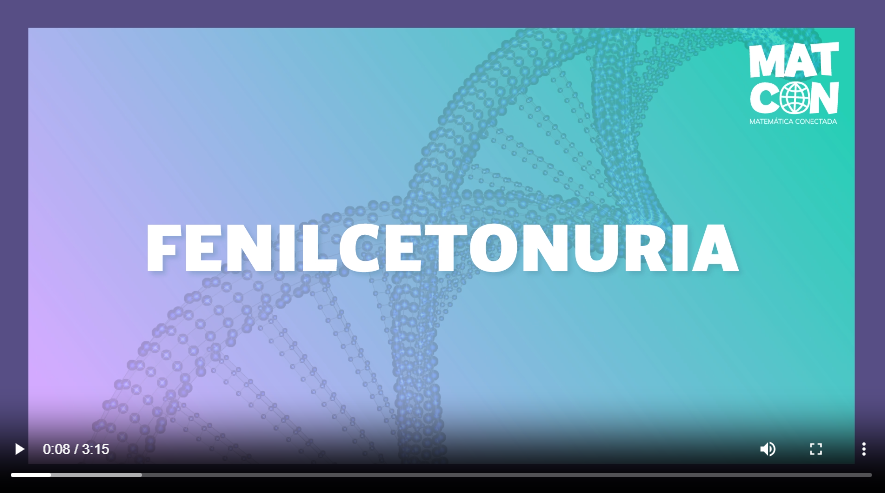 MAT
CON
MATEMÁTICA CONECTADA
FENILCETONURIA
0:08 / 3:15